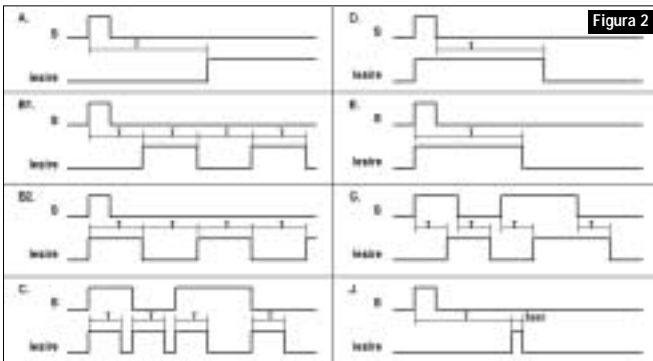 Figura 2
A.
S
T
Iesire
D.
S
T
Iesire
B1.
S
T T T T
Iesire
E.
S
T
Iesire
B2.
S
T T T T
Iesire
G.
S
T T T T
Iesire
C.
S
T T T T
Iesire
J.
S
T
Iesire